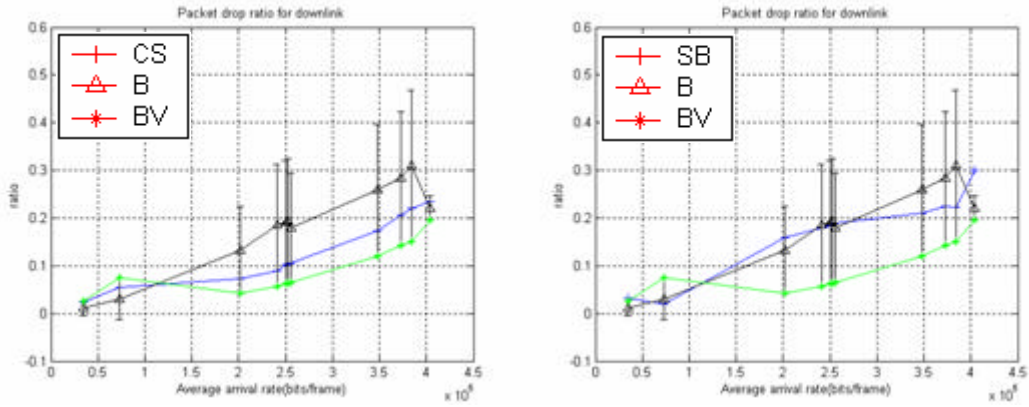 Packet drop ratio for downlink
0.6
0.5
0.4
0.3
0.2
0.1
0
-0.1
ratio
CS
B
BV
0 0.5 1 1.5 2 2.5 3 3.5 4 4.5
Average arrival rate(bits/frame)
Packet drop ratio for downlink
0.6
0.5
0.4
0.3
0.2
0.1
0
-0.1
ratio
SB
B
BV
0 0.5 1 1.5 2 2.5 3 3.5 4 4.5
Average arrival rate(bits/frame)